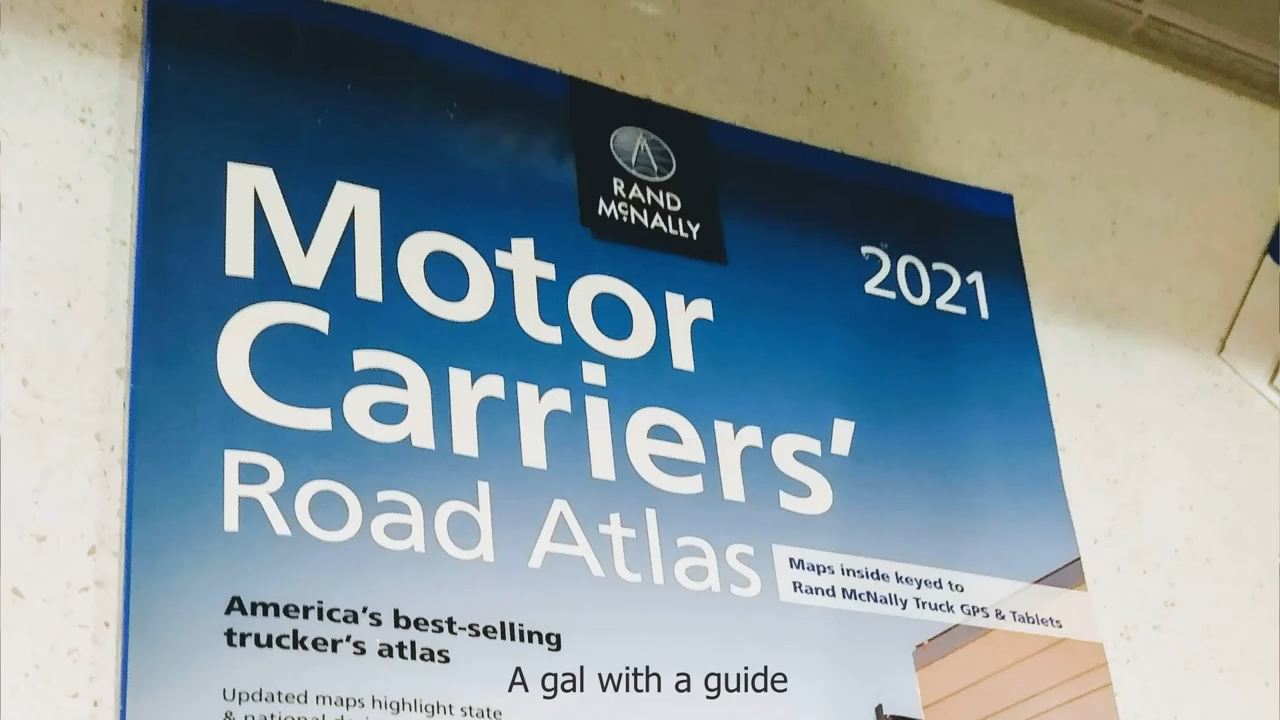 RAND
McNALLY
2021
Motor
Carriers'
Road Atlas
Maps inside keyed to
Rand McNally Truck GPS & Tablets
America's best-selling
trucker's atlas
Updated maps highlight state
& national
A gal with a guide